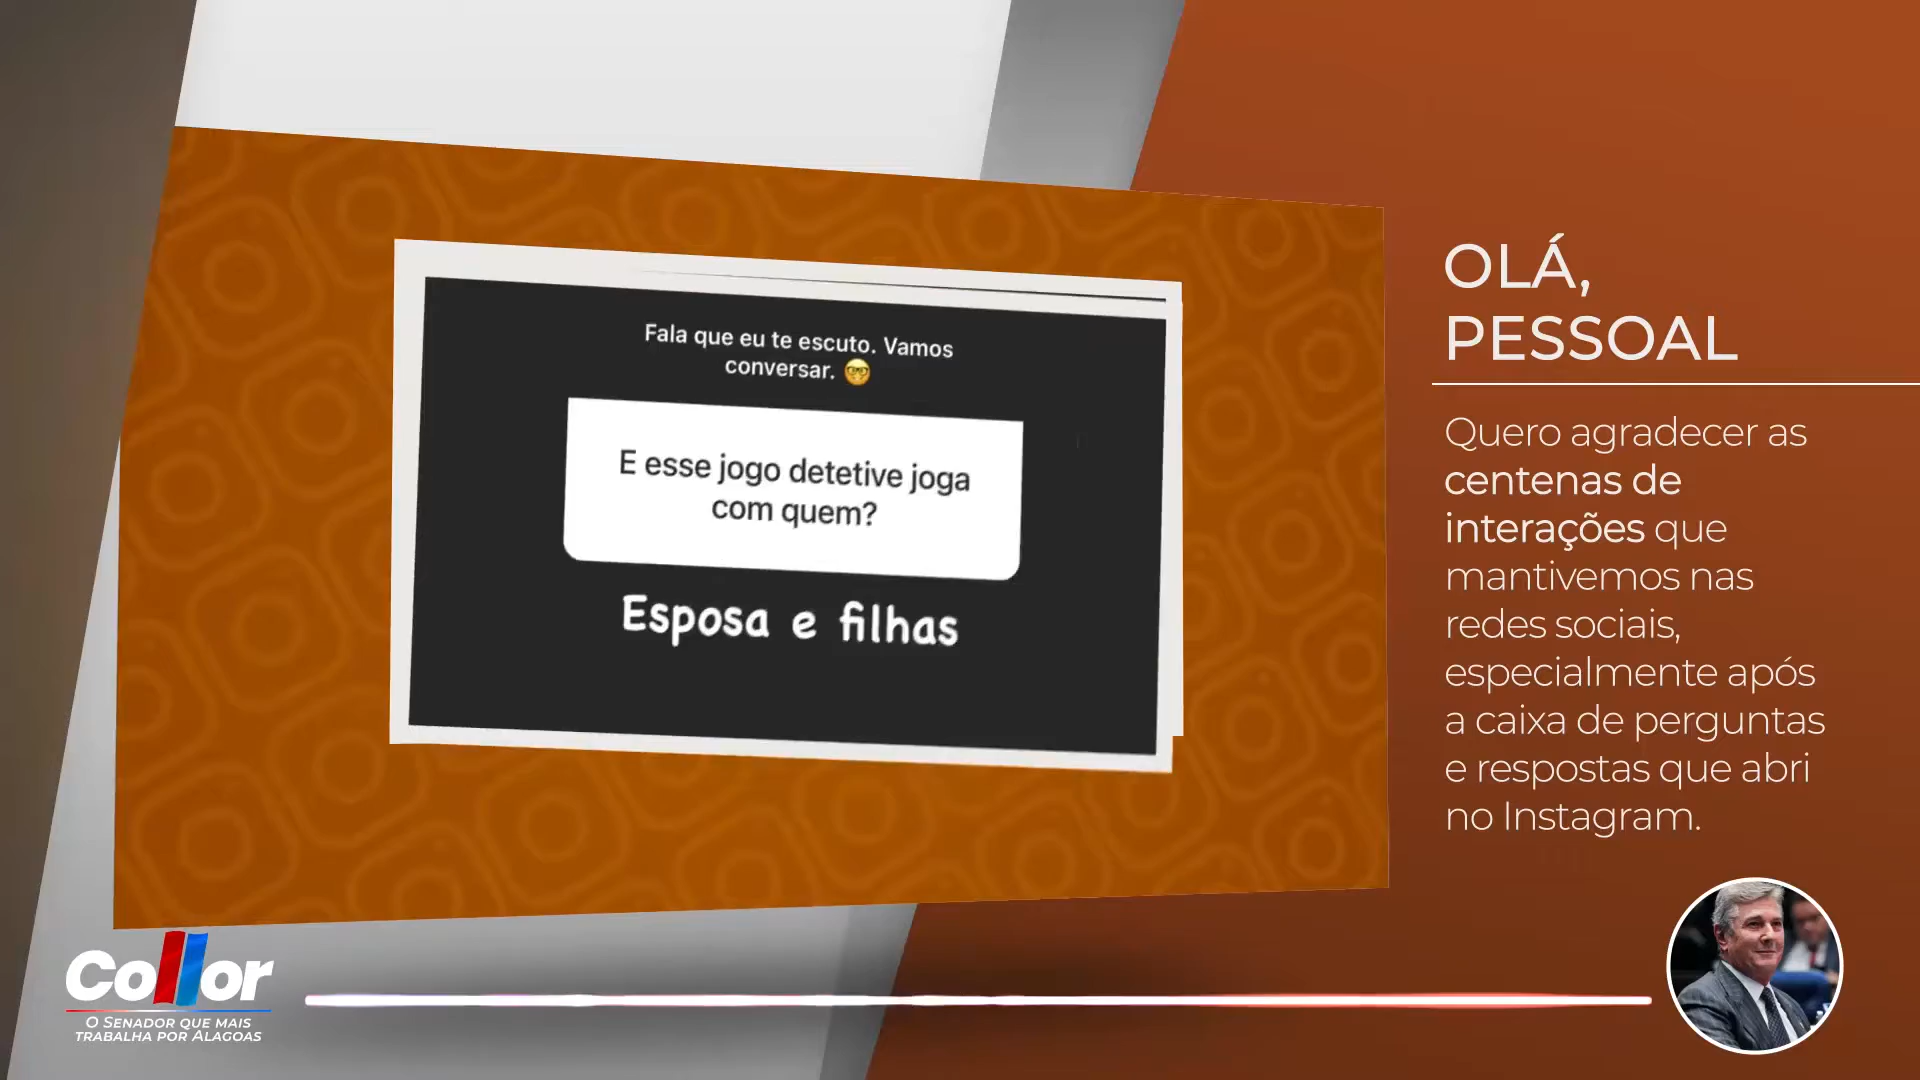 Fala que eu te escuto. Vamos
conversar. 🤓
E esse jogo detetive joga
com quem?
Esposa e filhas
OLÁ,
PESSOAL
Quero agradecer as
centenas de
interações que
mantivemos nas
redes sociais,
especialmente após
a caixa de perguntas
e respostas que abri
no Instagram.
Collor
O SENADOR QUE MAIS
TRABALHA POR ALAGOAS